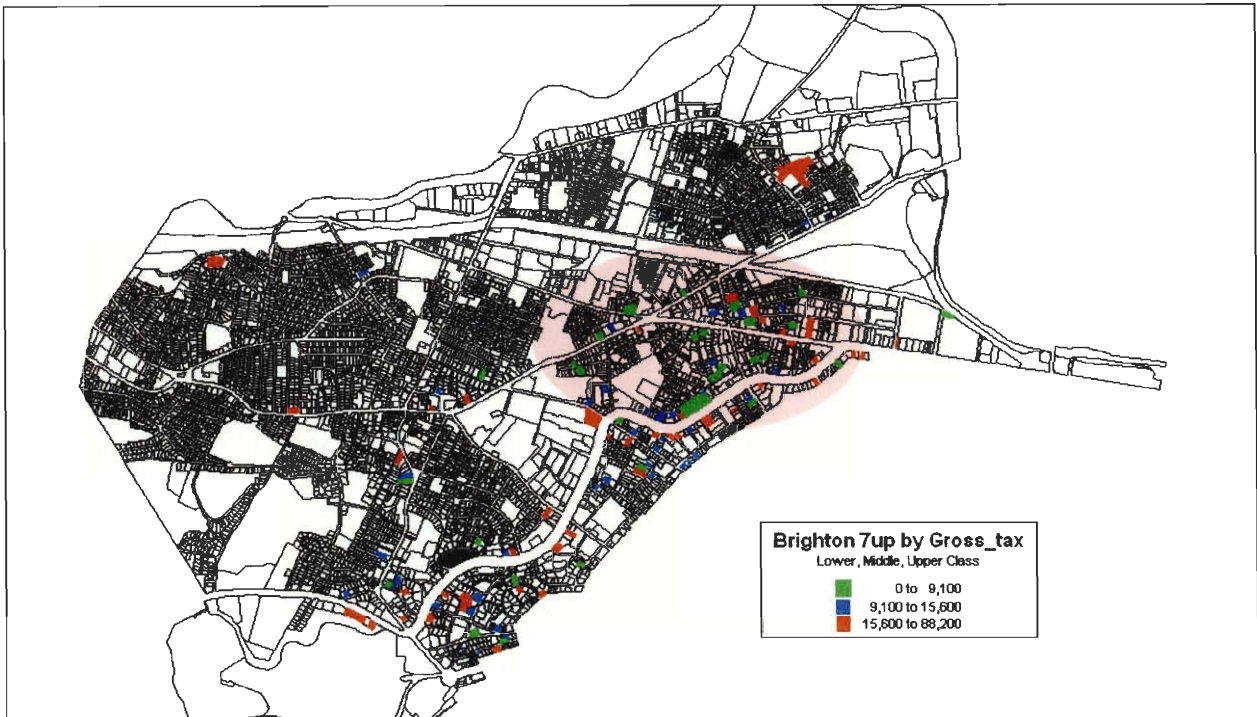 Brighton 7up by Gross_tax
Lower, Middle, Upper Class
0 to 9,100
9,100 to 15,600
15,600 to 88,200